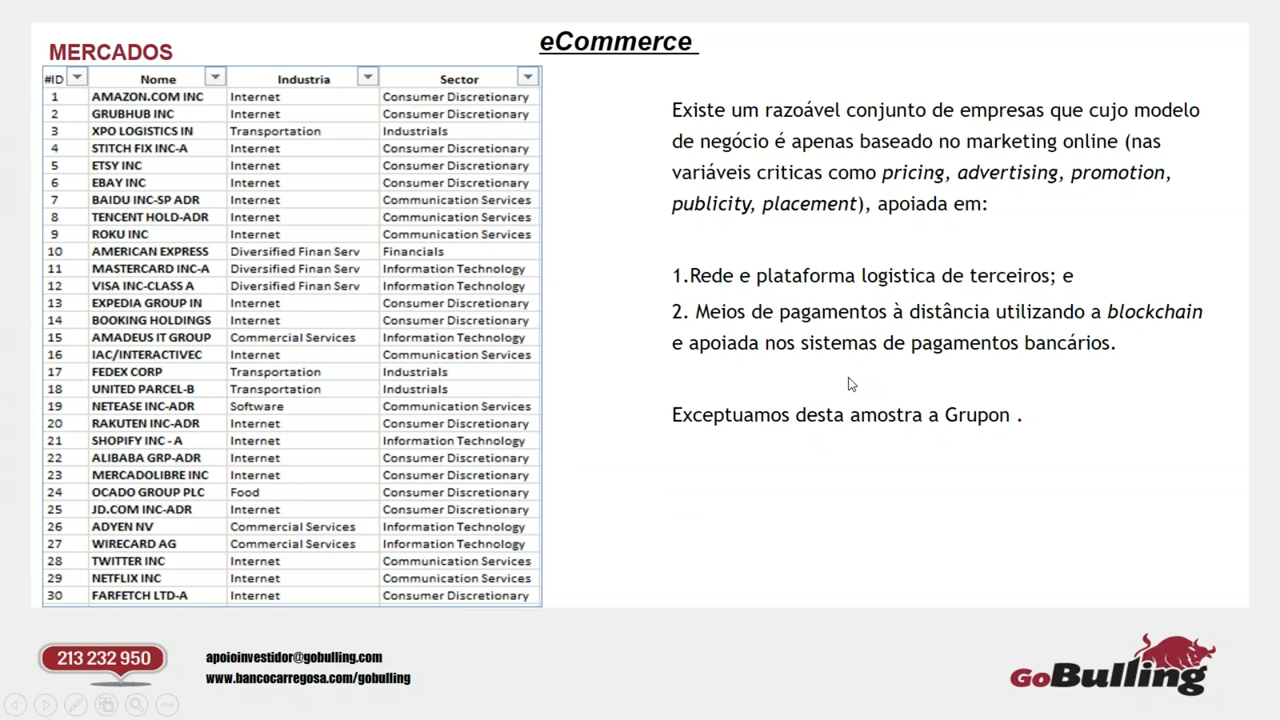 eCommerce
MERCADOS
#ID Nome Industria Sector
1 AMAZON.COM INC Internet Consumer Discretionary
2 GRUBHUB INC Internet Consumer Discretionary
3 XPO LOGISTICS IN Transportation Industrials
4 STITCH FIX INC-A Internet Consumer Discretionary
5 ETSY INC Internet Consumer Discretionary
6 EBAY INC Internet Consumer Discretionary
7 BAIDU INC-SP ADR Internet Communication Services
8 TENCENT HOLD-ADR Internet Communication Services
9 ROKU INC Internet Communication Services
10 AMERICAN EXPRESS Diversified Finan Serv Financials
11 MASTERCARD INC-A Diversified Finan Serv Information Technology
12 VISA INC-CLASS A Diversified Finan Serv Information Technology
13 EXPEDIA GROUP IN Internet Consumer Discretionary
14 BOOKING HOLDINGS Internet Consumer Discretionary
15 AMADEUS IT GROUP Commercial Services Information Technology
16 IAC/INTERACTIVEC Internet Communication Services
17 FEDEX CORP Transportation Industrials
18 UNITED PARCEL-B Transportation Industrials
19 NETEASE INC-ADR Software Communication Services
20 RAKUTEN INC-ADR Internet Consumer Discretionary
21 SHOPIFY INC - A Internet Information Technology
22 ALIBABA GRP-ADR Internet Consumer Discretionary
23 MERCADOLIBRE INC Internet Consumer Discretionary
24 OCADO GROUP PLC Food Consumer Discretionary
25 JD.COM INC-ADR Internet Consumer Discretionary
26 ADYEN NV Commercial Services Information Technology
27 WIRECARD AG Commercial Services Information Technology
28 TWITTER INC Internet Communication Services
29 NETFLIX INC Internet Communication Services
30 FARFETCH LTD-A Internet Consumer Discretionary
Existe um razoável conjunto de empresas que cujo modelo
de negócio é apenas baseado no marketing online (nas
variáveis criticas como pricing, advertising, promotion,
publicity, placement), apoiada em:
1.Rede e plataforma logistica de terceiros; e
2. Meios de pagamentos à distância utilizando a blockchain
e apoiada nos sistemas de pagamentos bancários.
Exceptuamos desta amostra a Grupon .
213 232 950
apoioinvestidor@gobulling.com
www.bancocarregosa.com/gobulling
GoBulling